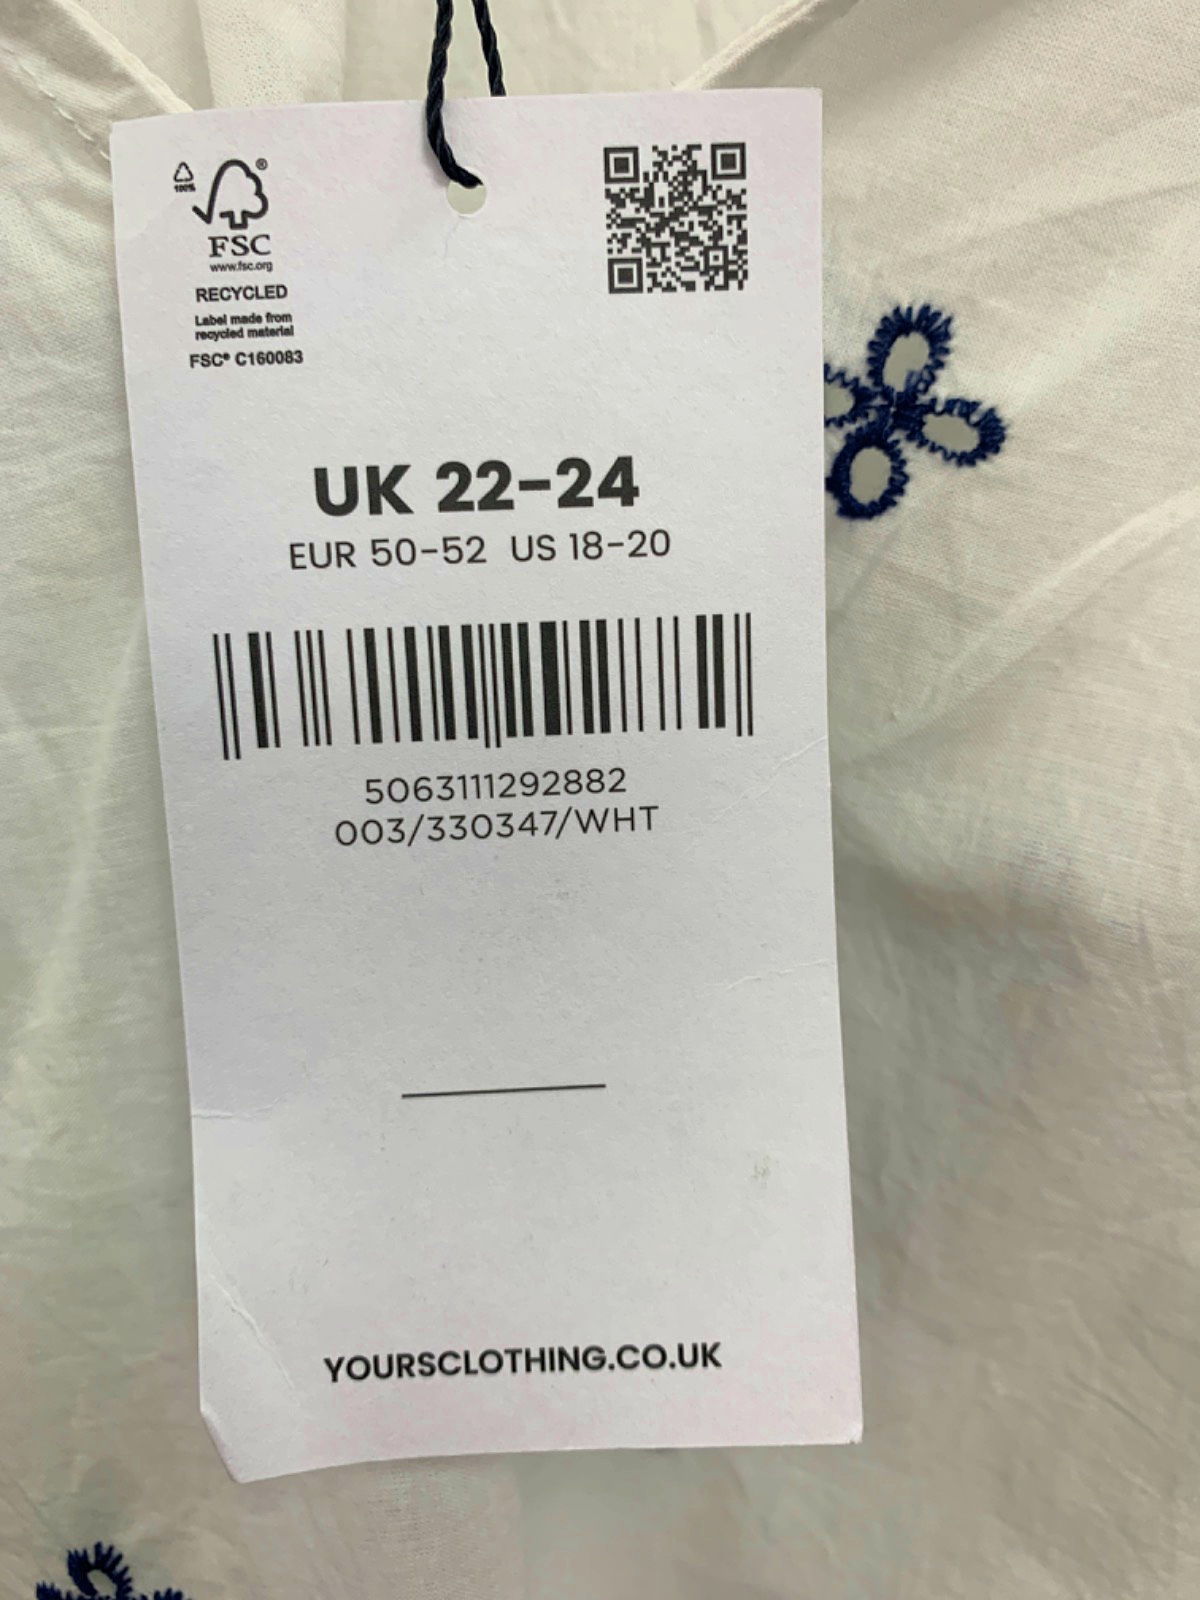 100%
®
FSC
www.fsc.org
RECYCLED
Label made from
recycled material
FSC® C160083
UK 22-24
EUR 50-52 US 18-20
5063111292882
003/330347/WHT
YOURSCLOTHING.CO.UK